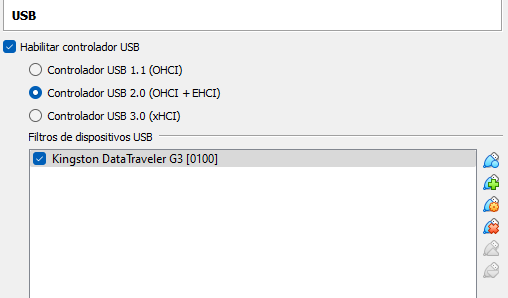 USB
Habilitar controlador USB
Controlador USB 1.1 (OHCI)
Controlador USB 2.0 (OHCI + EHCI)
Controlador USB 3.0 (xHCI)
Filtros de dispositivos USB
Kingston DataTraveler G3 [0100]